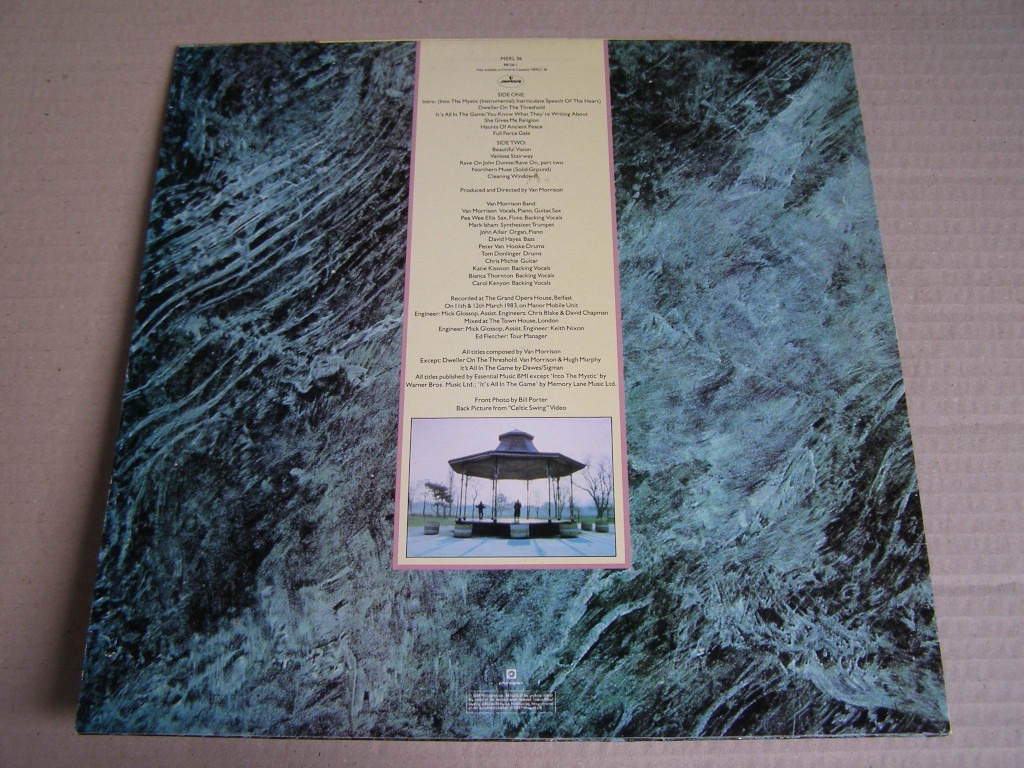 MERL 36
Mercury
SIDE ONE:
Intro. (Into The Mystic (Instrumental) Inarticulate Speech Of The Heart)
Dweller On The Threshold
It's All In The Game/You Know What They're Writing About
She Gives Me Religion
Haunts Of Ancient Peace
Full Force Gale
SIDE TWO:
Beautiful Vision
Vanlose Stairway
Rave On John Donne/Rave On, part two
Northern Muse (Solid Ground)
Cleaning Windows
Produced and Directed by Van Morrison
Van Morrison Band:
Van Morrison Vocals, Piano, Guitar, Sax
Pee Wee Ellis Sax, Flute, Backing Vocals
Mark Isham Synthesizer, Trumpet
John Allair Organ, Piano
David Hayes Bass
Peter Van Hooke Drums
Tom Donlinger Drums
Chris Michie Guitar
Katie Kissoon Backing Vocals
Bianca Thornton Backing Vocals
Carol Kenyon Backing Vocals
Recorded at The Grand Opera House, Belfast
On 11th & 12th March 1983, on Manor Mobile Unit
Engineer: Mick Glossop, Assist. Engineers: Chris Blake & David Chapman
Mixed at The Town House, London
Engineer: Mick Glossop, Assist. Engineer: Keith Nixon
Ed Fletcher: Tour Manager
All titles composed by Van Morrison
Except: Dweller On The Threshold. Van Morrison & Hugh Murphy
It's All In The Game by Dawes/Sigman
All titles published by Essential Music BMI except 'Into The Mystic' by
Warner Bros. Music Ltd.; 'It's All In The Game' by Memory Lane Music Ltd.
Front Photo by Bill Porter
Back Picture from "Celtic Swing" Video